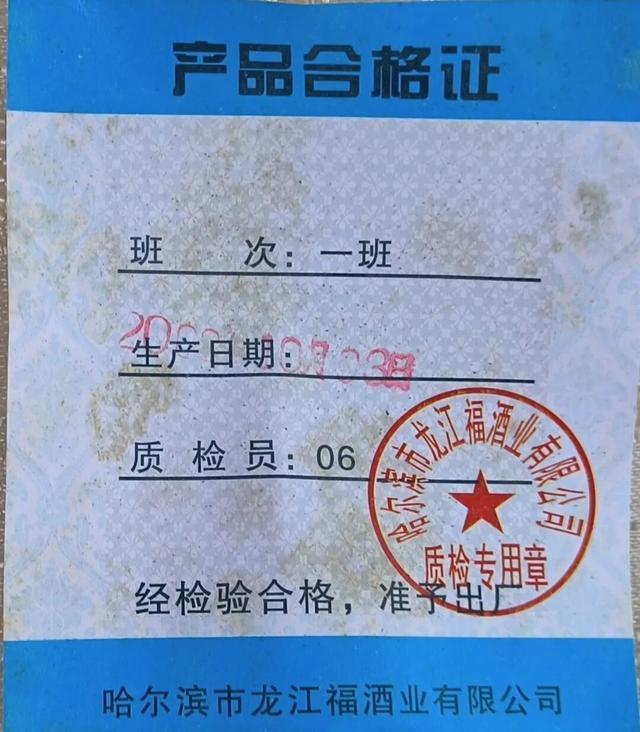 产品合格证
班 次：一班
生产日期：
质检员：06
哈尔滨市龙江福酒业有限公司
质检专用章
经检验合格，准予出厂
哈尔滨市龙江福酒业有限公司